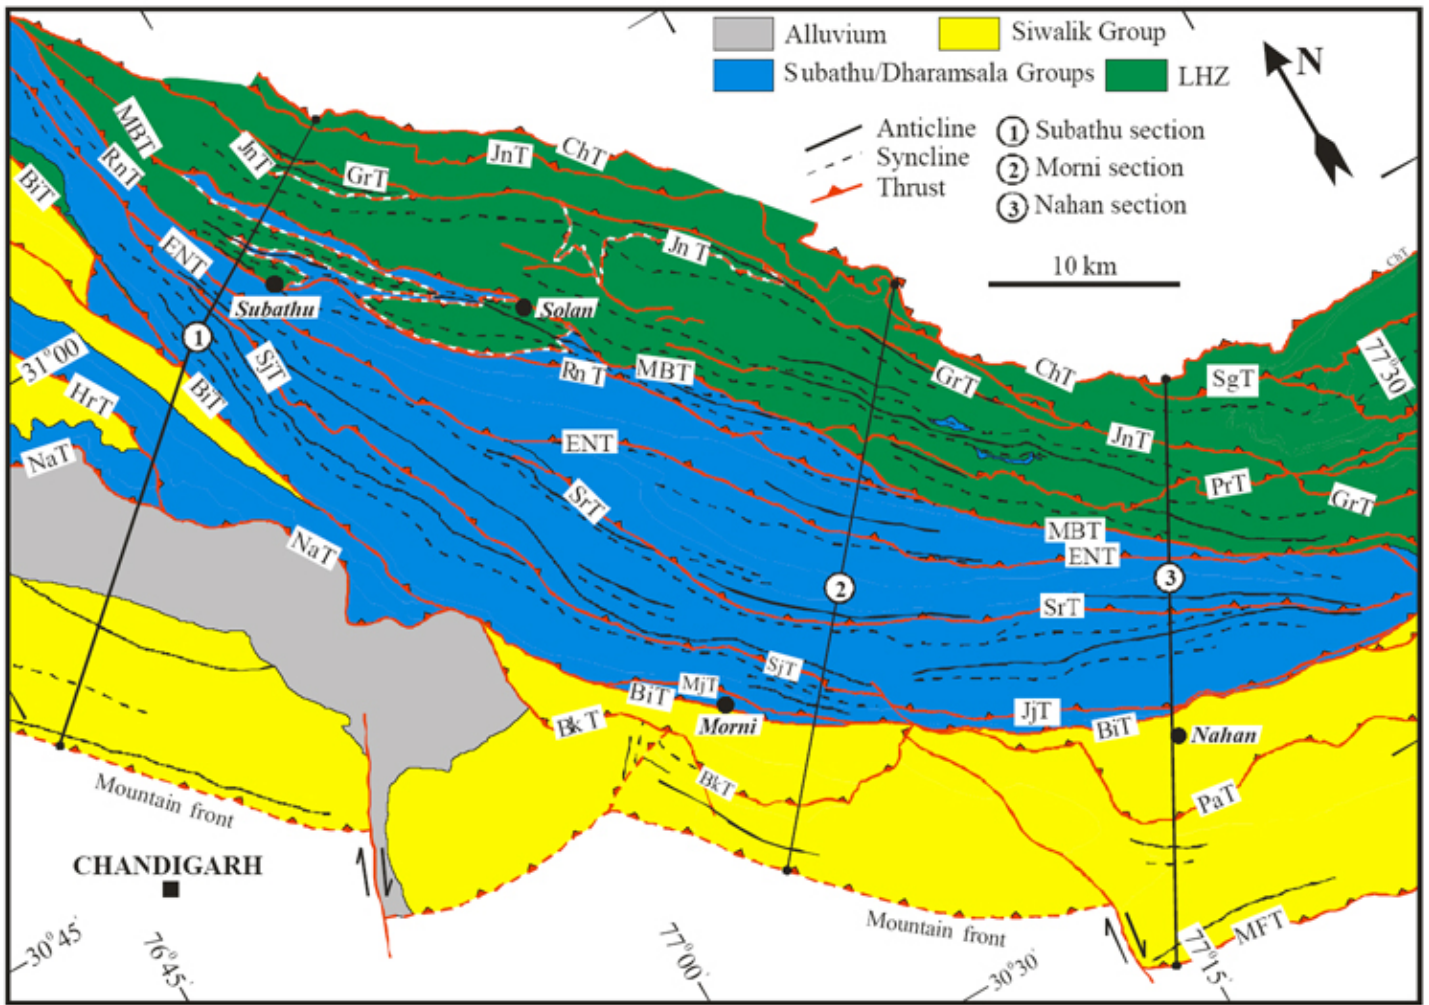 Alluvium
Siwalik Group
Subathu/Dharamsala Groups
LHZ
N
Anticline
Syncline
Thrust
1 Subathu section
2 Morni section
3 Nahan section
10 km
MBT
JnT
JnT
ChT
RnT
GrT
BiT
ENT
Jn T
ChT
Subathu
Solan
1
31°00
SjT
Rn T
MBT
GrT
ChT
SgT
77°30
HrT
BiT
JnT
ENT
NaT
SrT
PrT
GrT
MBT
NaT
ENT
2
3
SrT
SjT
MjT
BiT
JjT
Bk T
Morni
BiT
Nahan
BkT
PaT
Mountain front
CHANDIGARH
Mountain front
MFT
30°45'
76°45'
77°00'
30°30'
77°15'